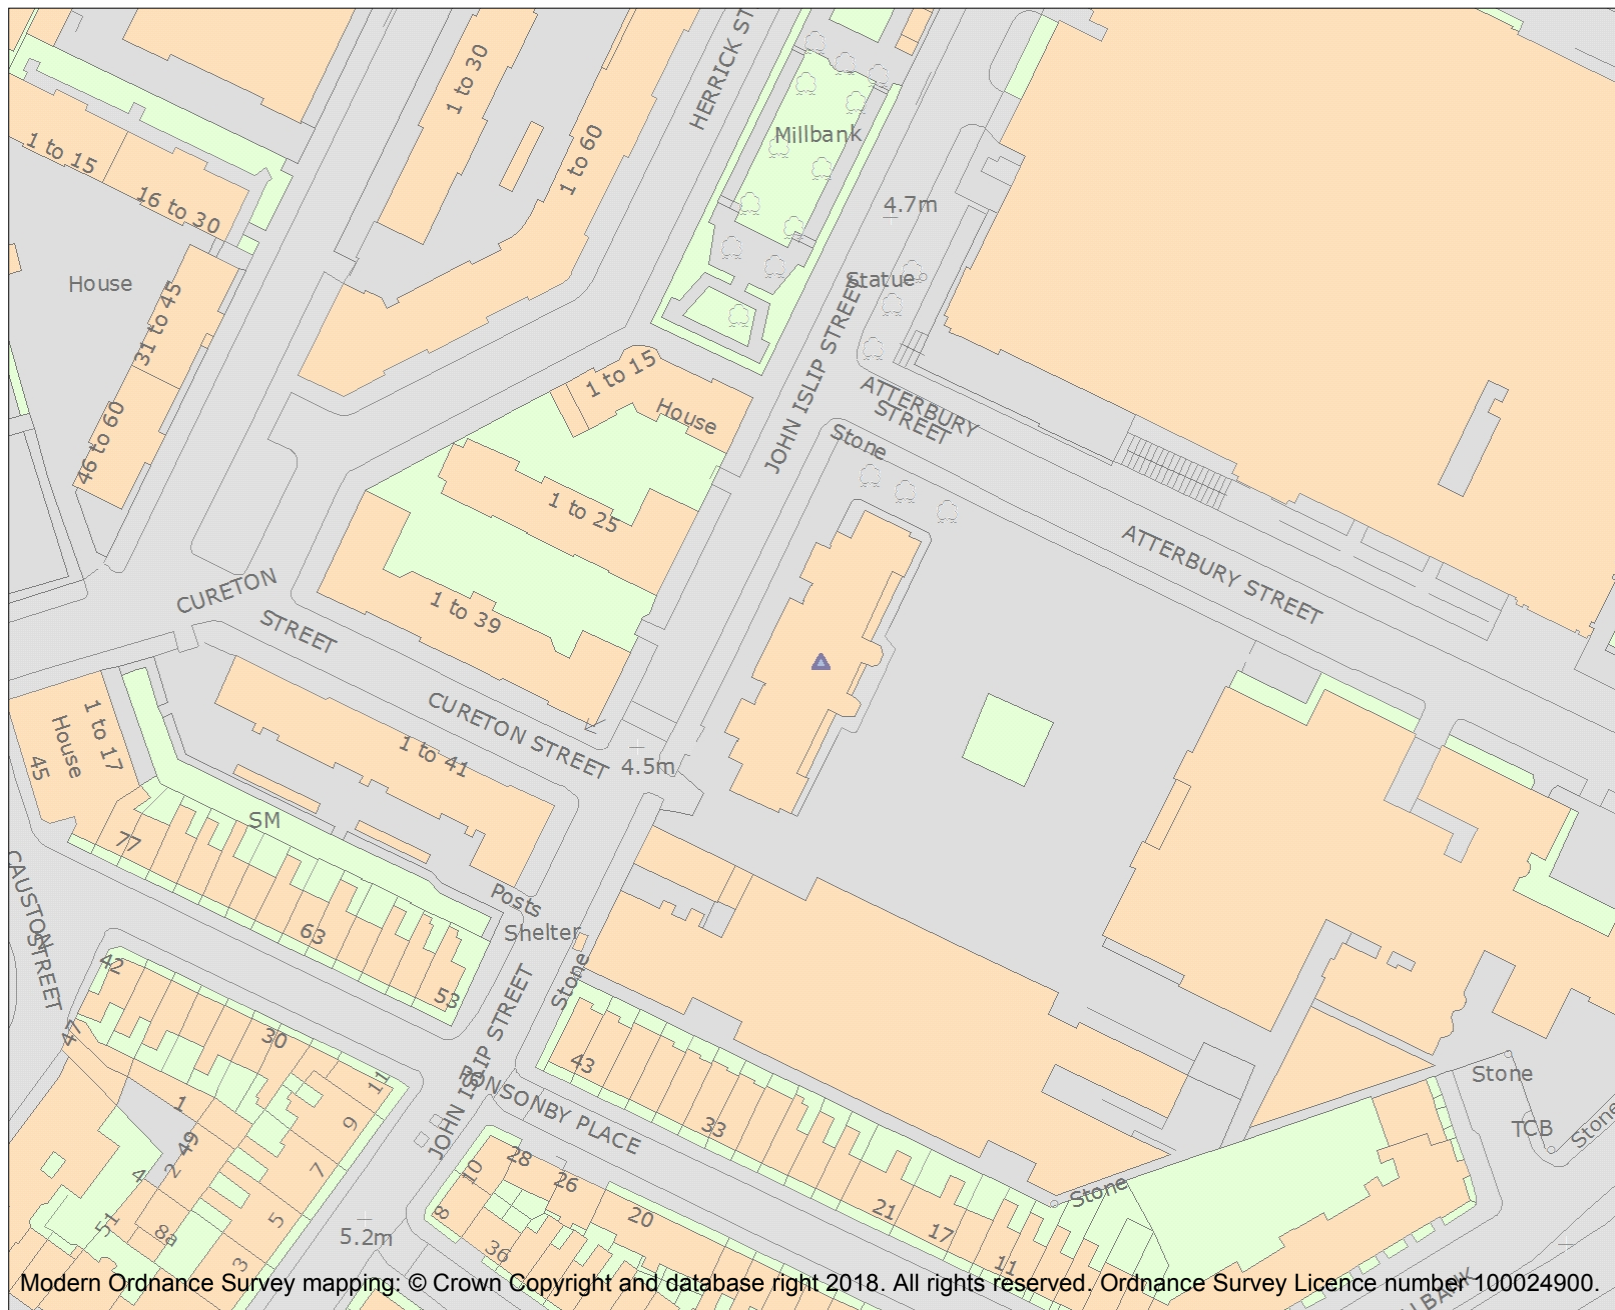 HERRICK ST
1 to 30
1 to 60
Millbank
1 to 15
16 to 30
4.7m
House
Statue
31 to 45
JOHN ISLIP STREET
1 to 15
House
ATTERBURY
STREET
Stone
46 to 60
1 to 25
ATTERBURY STREET
CURETON
STREET
1 to 39
CURETON STREET
1 to 17
House
45
1 to 41
4.5m
SM
77
CAUSTON
STREET
Posts
Shelter
63
Stone
42
53
47
30
JOHN ISLIP STREET
43
11
PONSONBY PLACE
1
9
33
Stone
TCB
Stone
49
2
4
7
28
10
26
Stone
51
8a
5
8
20
21
17
5.2m
36
3
11
LBANK
Modern Ordnance Survey mapping: © Crown Copyright and database right 2018. All rights reserved. Ordnance Survey Licence number 100024900.